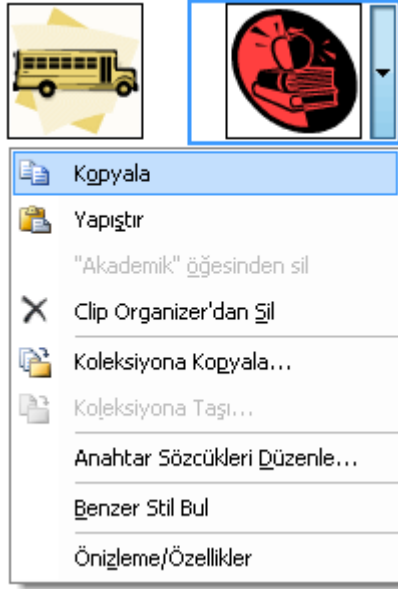 Kopyala
Yapıştır
"Akademik" öğesinden sil
Clip Organizer'dan Sil
Koleksiyona Kopyala...
Koleksiyona Taşı...
Anahtar Sözcükleri Düzenle...
Benzer Stil Bul
Önizleme/Özellikler